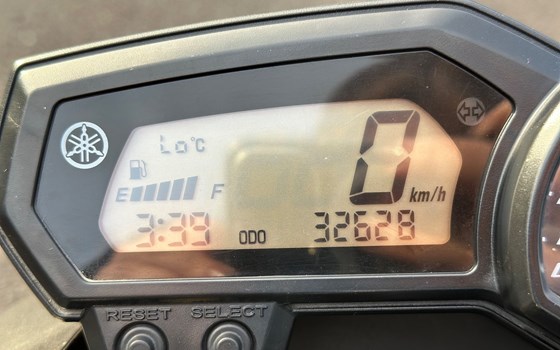 Lo°C
0
E F
km/h
3:39 ODO 32628
RESET SELECT